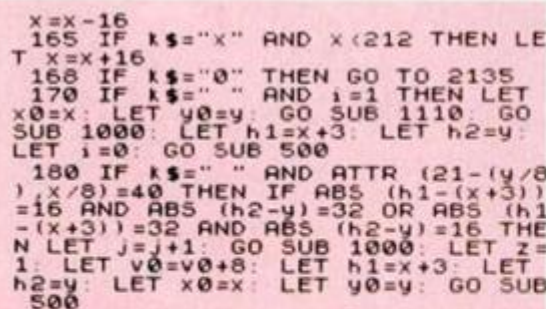 x=x-16
165 IF k$="x" AND x<212 THEN LE
T x=x+16
168 IF k$="0" THEN GO TO 2135
170 IF k$=" " AND i=1 THEN LET
x0=x: LET y0=y: GO SUB 1110: GO
SUB 1000: LET h1=x+3: LET h2=y:
LET i=0: GO SUB 500
180 IF k$=" " AND ATTR (21-(y/8
),x/8)=40 THEN IF ABS (h1-(x+3))
=16 AND ABS (h2-y)=32 OR ABS (h1
-(x+3))=32 AND ABS (h2-y)=16 THE
N LET j=j+1: GO SUB 1000: LET z=
1: LET v0=v0+8: LET h1=x+3: LET
h2=y: LET x0=x: LET y0=y: GO SUB
500